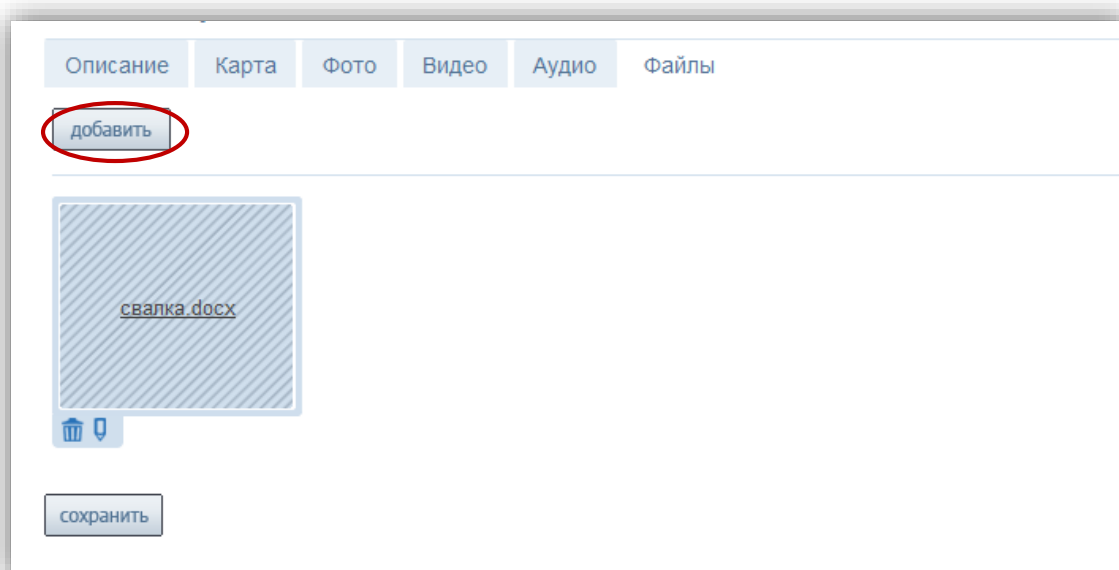 Описание Карта Фото Видео Аудио Файлы
добавить
свалка.docx
сохранить